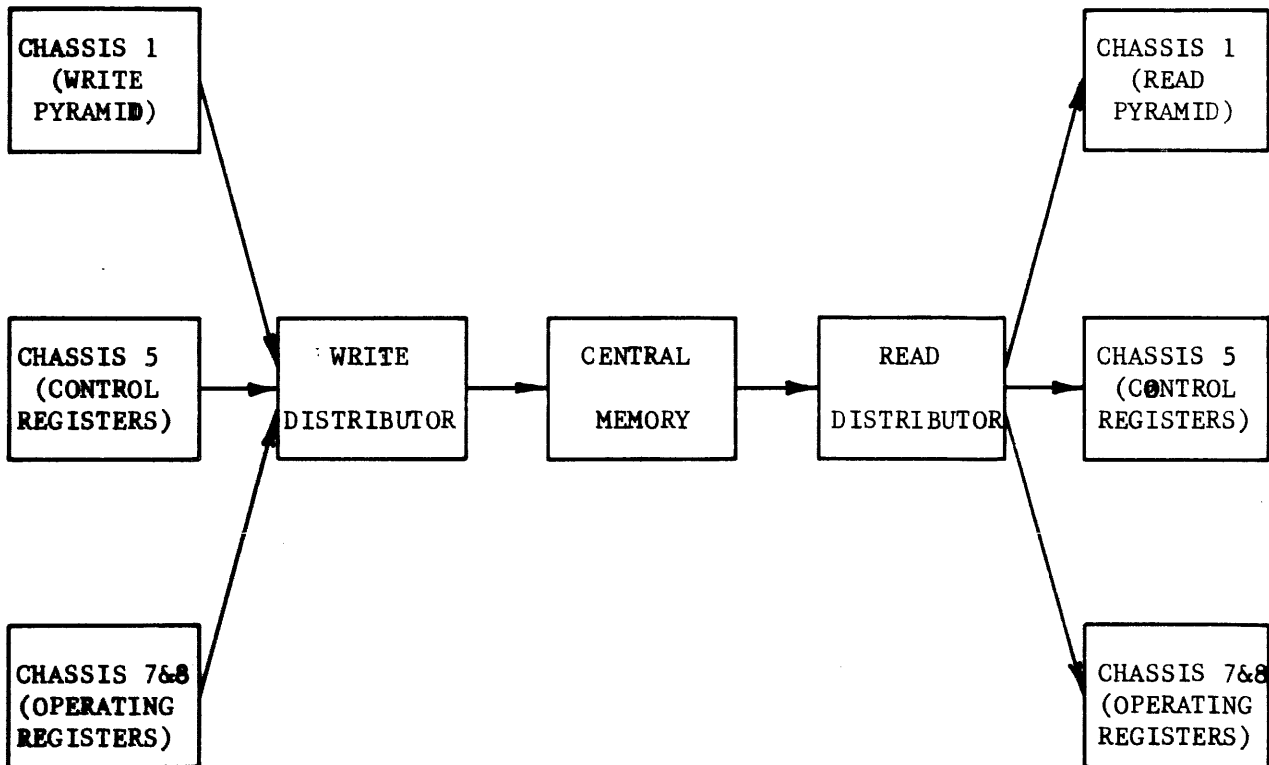 CHASSIS 1
(WRITE
PYRAMID)
CHASSIS 1
(READ
PYRAMID)
CHASSIS 5
(CONTROL
REGISTERS)
WRITE
DISTRIBUTOR
CENTRAL
MEMORY
READ
DISTRIBUTOR
CHASSIS 5
(CONTROL
REGISTERS)
CHASSIS 7&8
(OPERATING
REGISTERS)
CHASSIS 7&8
(OPERATING
REGISTERS)